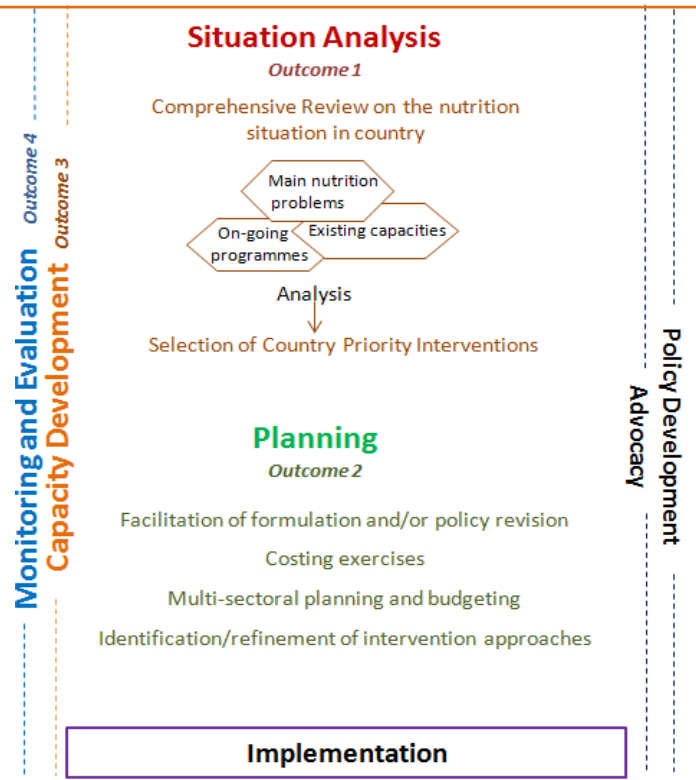 Situation Analysis
Outcome 1
Comprehensive Review on the nutrition
situation in country
Main nutrition
problems
On-going
programmes
Existing capacities
Analysis
Selection of Country Priority Interventions
Planning
Outcome 2
Facilitation of formulation and/or policy revision
Costing exercises
Multi-sectoral planning and budgeting
Identification/refinement of intervention approaches
Implementation
Monitoring and Evaluation Outcome 4
Capacity Development Outcome 3
Advocacy
Policy Development